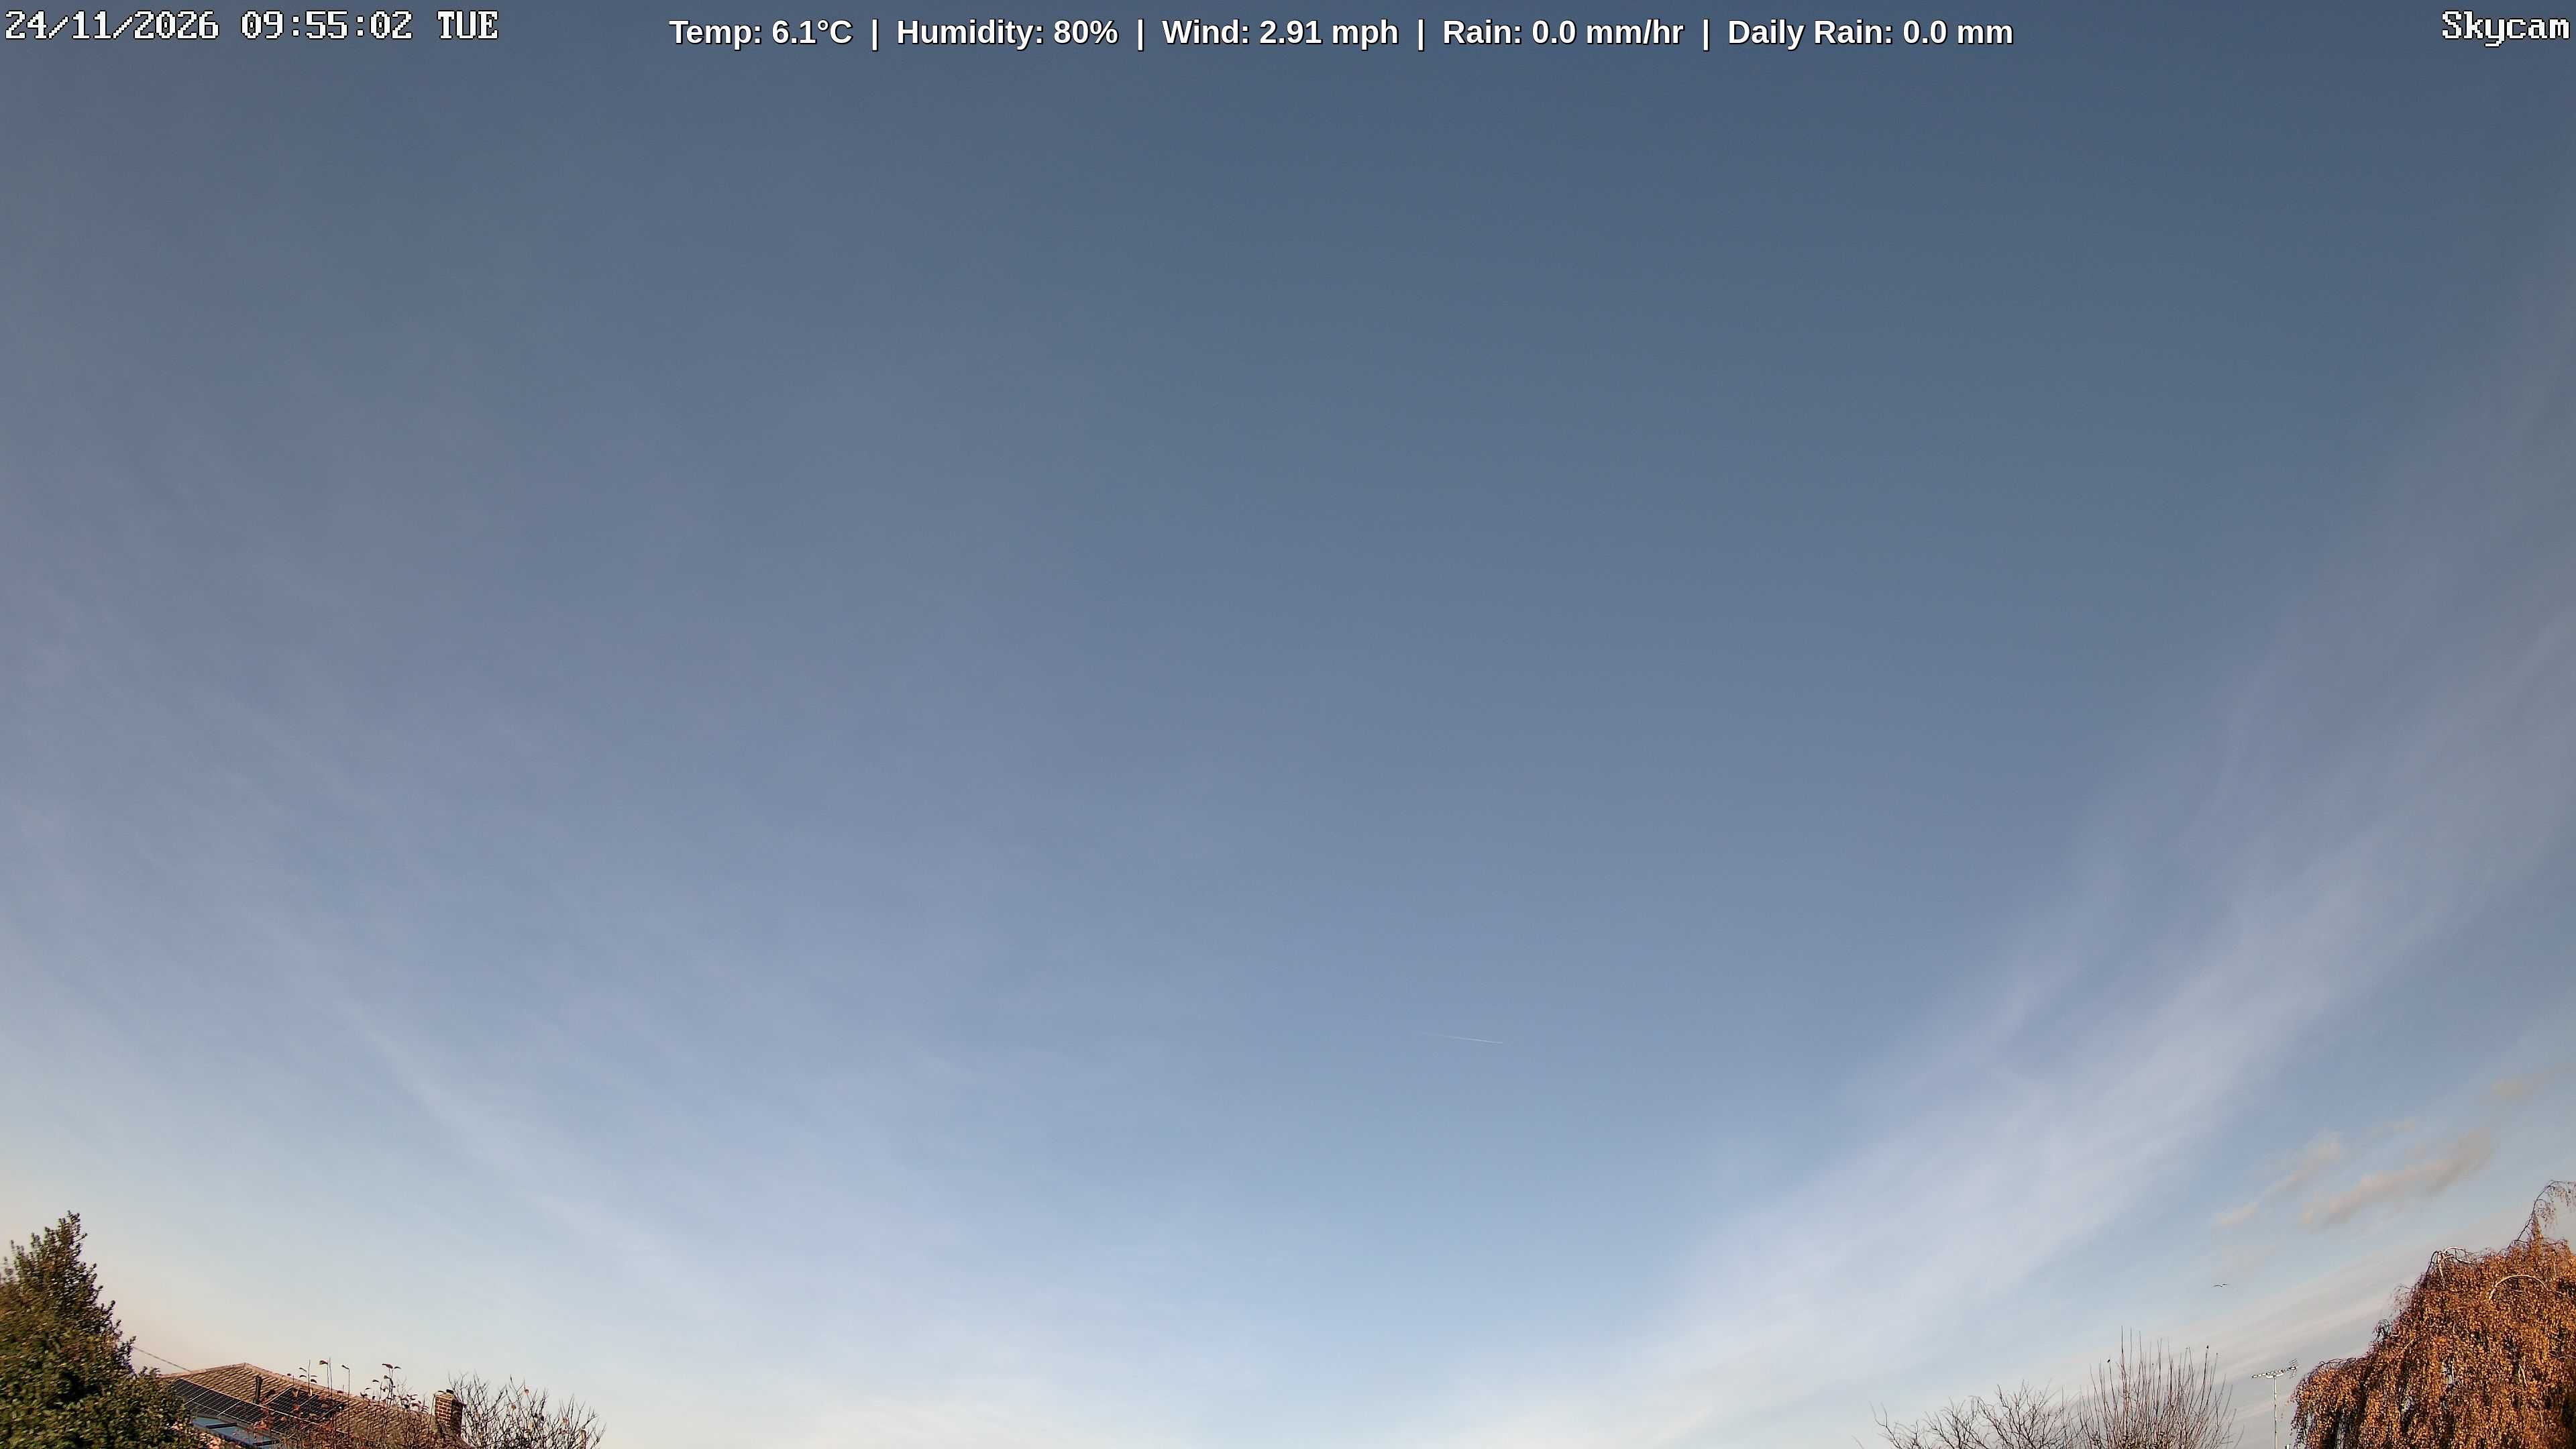 24/11/2026 09:55:02 TUE
Temp: 6.1°C | Humidity: 80% | Wind: 2.91 mph | Rain: 0.0 mm/hr | Daily Rain: 0.0 mm
Skycam